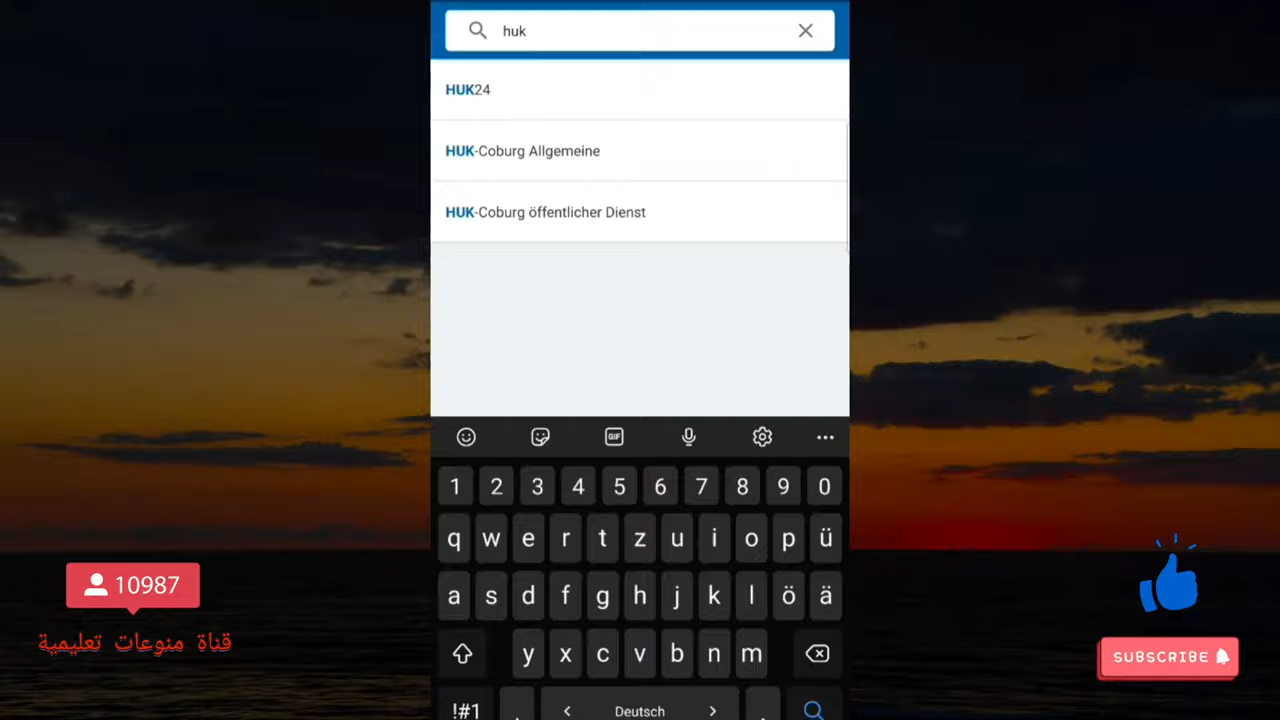 huk
HUK24
HUK-Coburg Allgemeine
HUK-Coburg öffentlicher Dienst
GIF
1 2 3 4 5 6 7 8 9 0
q w e r t z u i o p ü
a s d f g h j k l ö ä
y x c v b n m
!#1 , < Deutsch > .
10987
قناة منوعات تعليمية
SUBSCRIBE